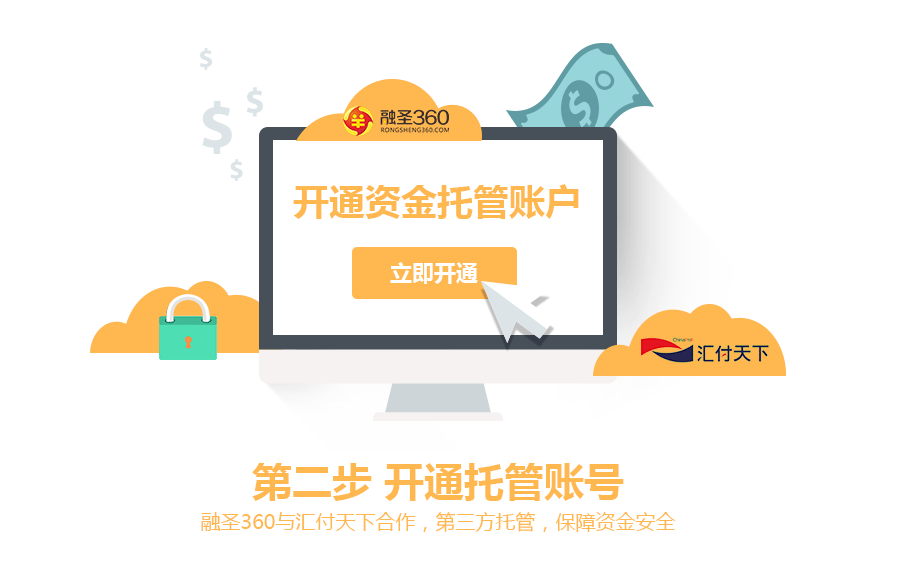 融圣360
RONGSHENG360.COM
开通资金托管账户
立即开通
汇付天下
第二步 开通托管账号
融圣360与汇付天下合作，第三方托管，保障资金安全